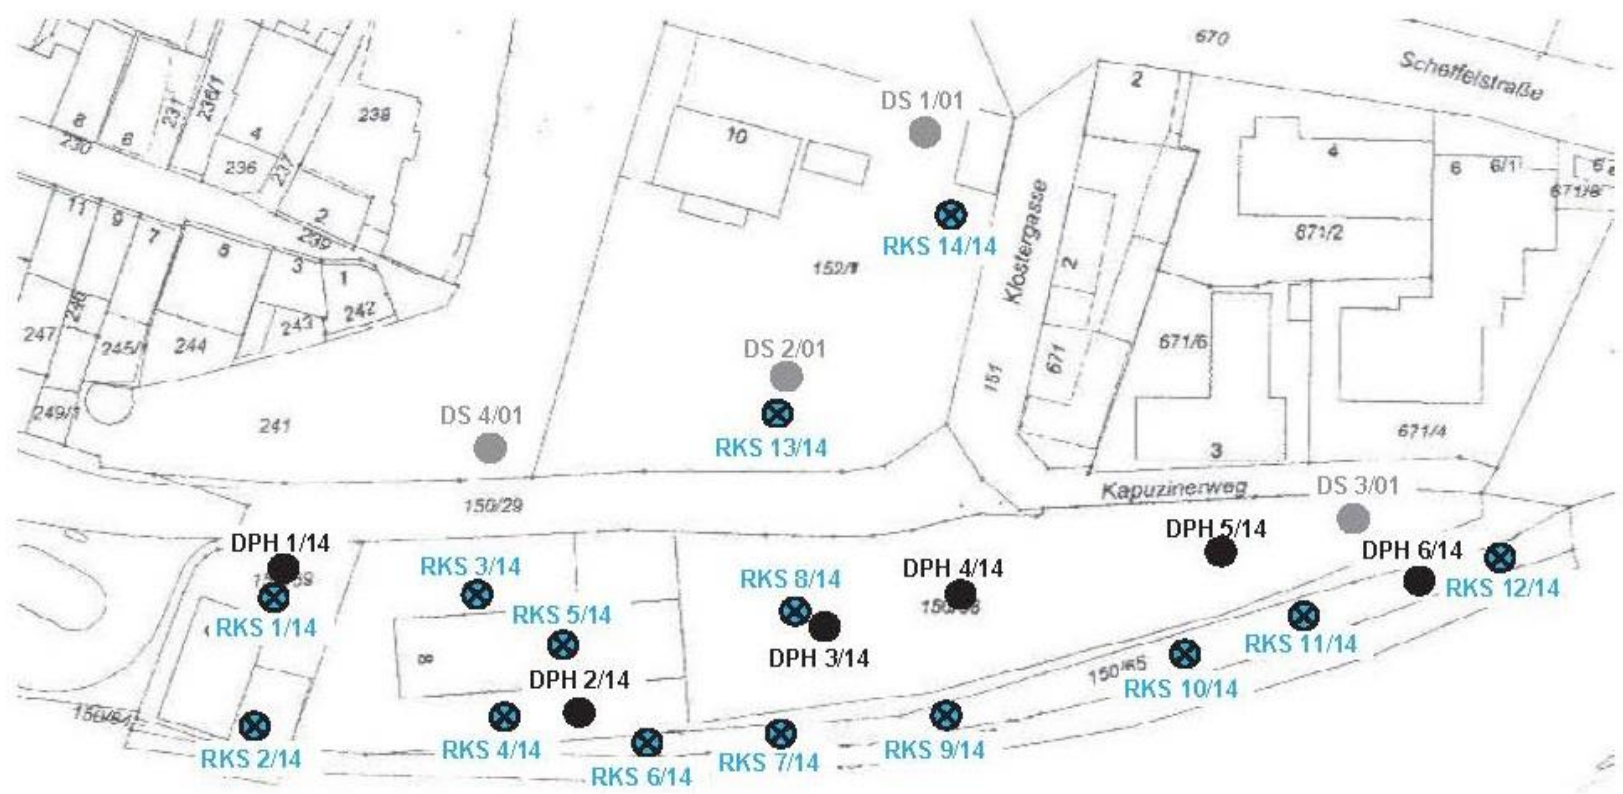 670
Scheffelstraße
DS 1/01
2
8
6
231
236/1
4
238
10
4
6
6/1
230
236
237
671/2
2
239
11
9
7
5
3
1
RKS 14/14
Klostergasse
2
152/1
242
243
247
245/1
244
DS 2/01
671/6
671
151
249/1
241
DS 4/01
RKS 13/14
671/4
3
Kapuzinerweg
DS 3/01
150/29
DPH 1/14
DPH 5/14
DPH 6/14
RKS 3/14
RKS 8/14
DPH 4/14
RKS 12/14
RKS 1/14
RKS 5/14
RKS 11/14
8
DPH 3/14
DPH 2/14
150/65
RKS 10/14
RKS 2/14
RKS 4/14
RKS 6/14
RKS 7/14
RKS 9/14